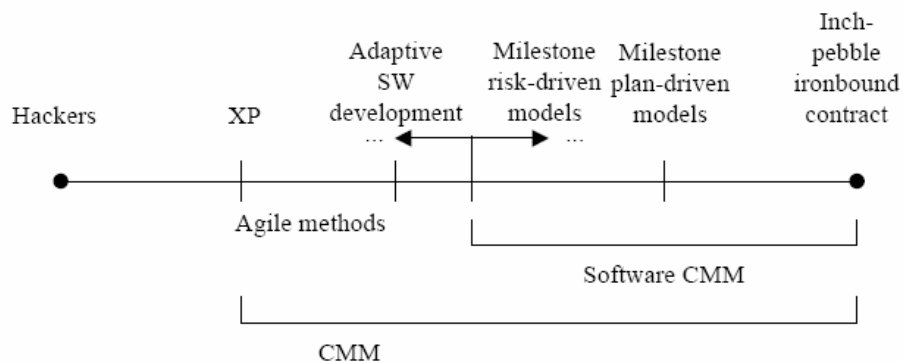 Inch-
pebble
ironbound
contract
Adaptive
SW
development
Milestone
risk-driven
models
Milestone
plan-driven
models
Hackers
XP
...
...
Agile methods
Software CMM
CMM